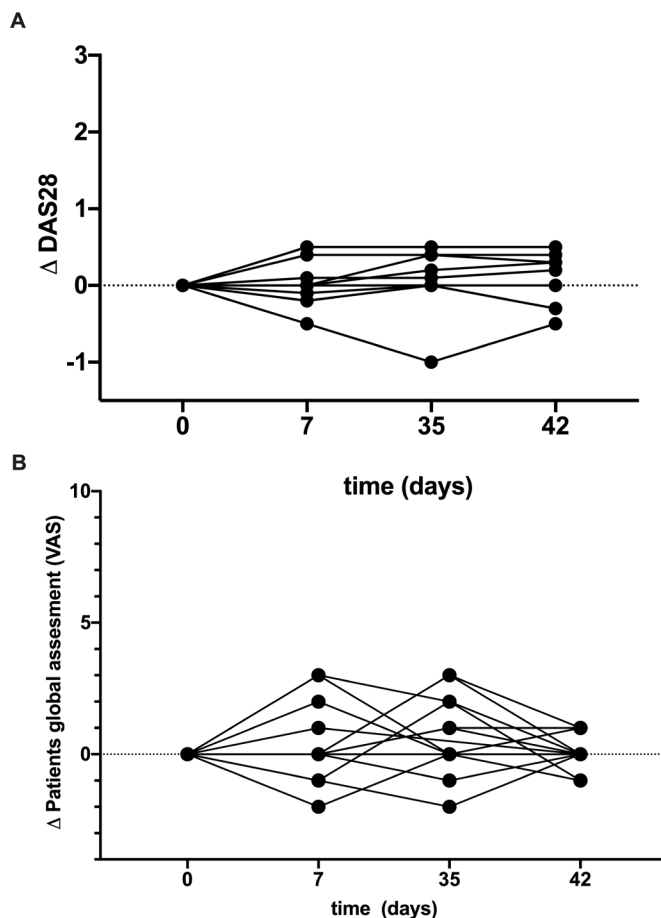 A
Δ DAS28
3
2
1
0
-1
0 7 35 42
time (days)
B
Δ Patients global assesment (VAS)
10
5
0
0 7 35 42
time (days)